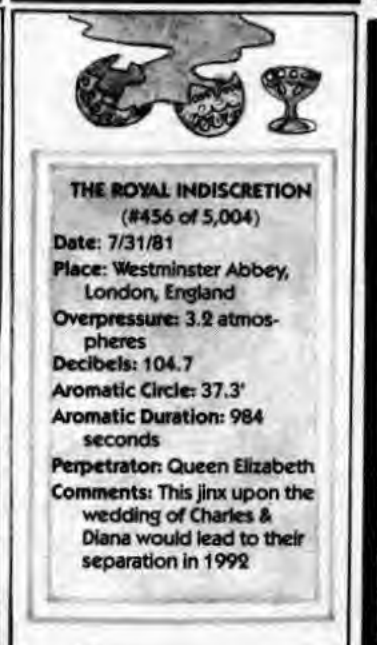 THE ROYAL INDISCRETION
(#456 of 5,004)
Date: 7/31/81
Place: Westminster Abbey,
London, England
Overpressure: 3.2 atmos-
pheres
Decibels: 104.7
Aromatic Circle: 37.3'
Aromatic Duration: 984
seconds
Perpetrator: Queen Elizabeth
Comments: This jinx upon the
wedding of Charles &
Diana would lead to their
separation in 1992